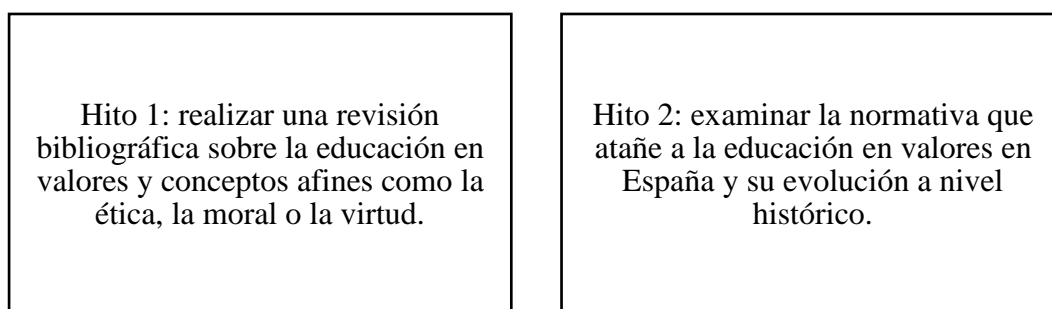 Hito 1: realizar una revisión
bibliográfica sobre la educación en
valores y conceptos afines como la
ética, la moral o la virtud.
Hito 2: examinar la normativa que
atañe a la educación en valores en
España y su evolución a nivel
histórico.